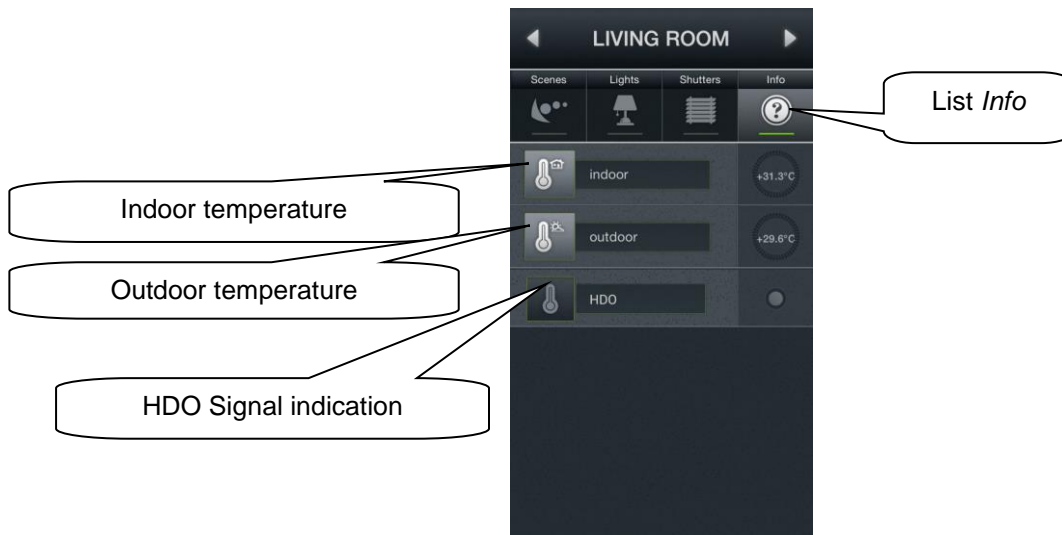 LIVING ROOM
Scenes Lights Shutters Info
List Info
indoor +31.3°C
Indoor temperature
outdoor +29.6°C
Outdoor temperature
HDO
HDO Signal indication